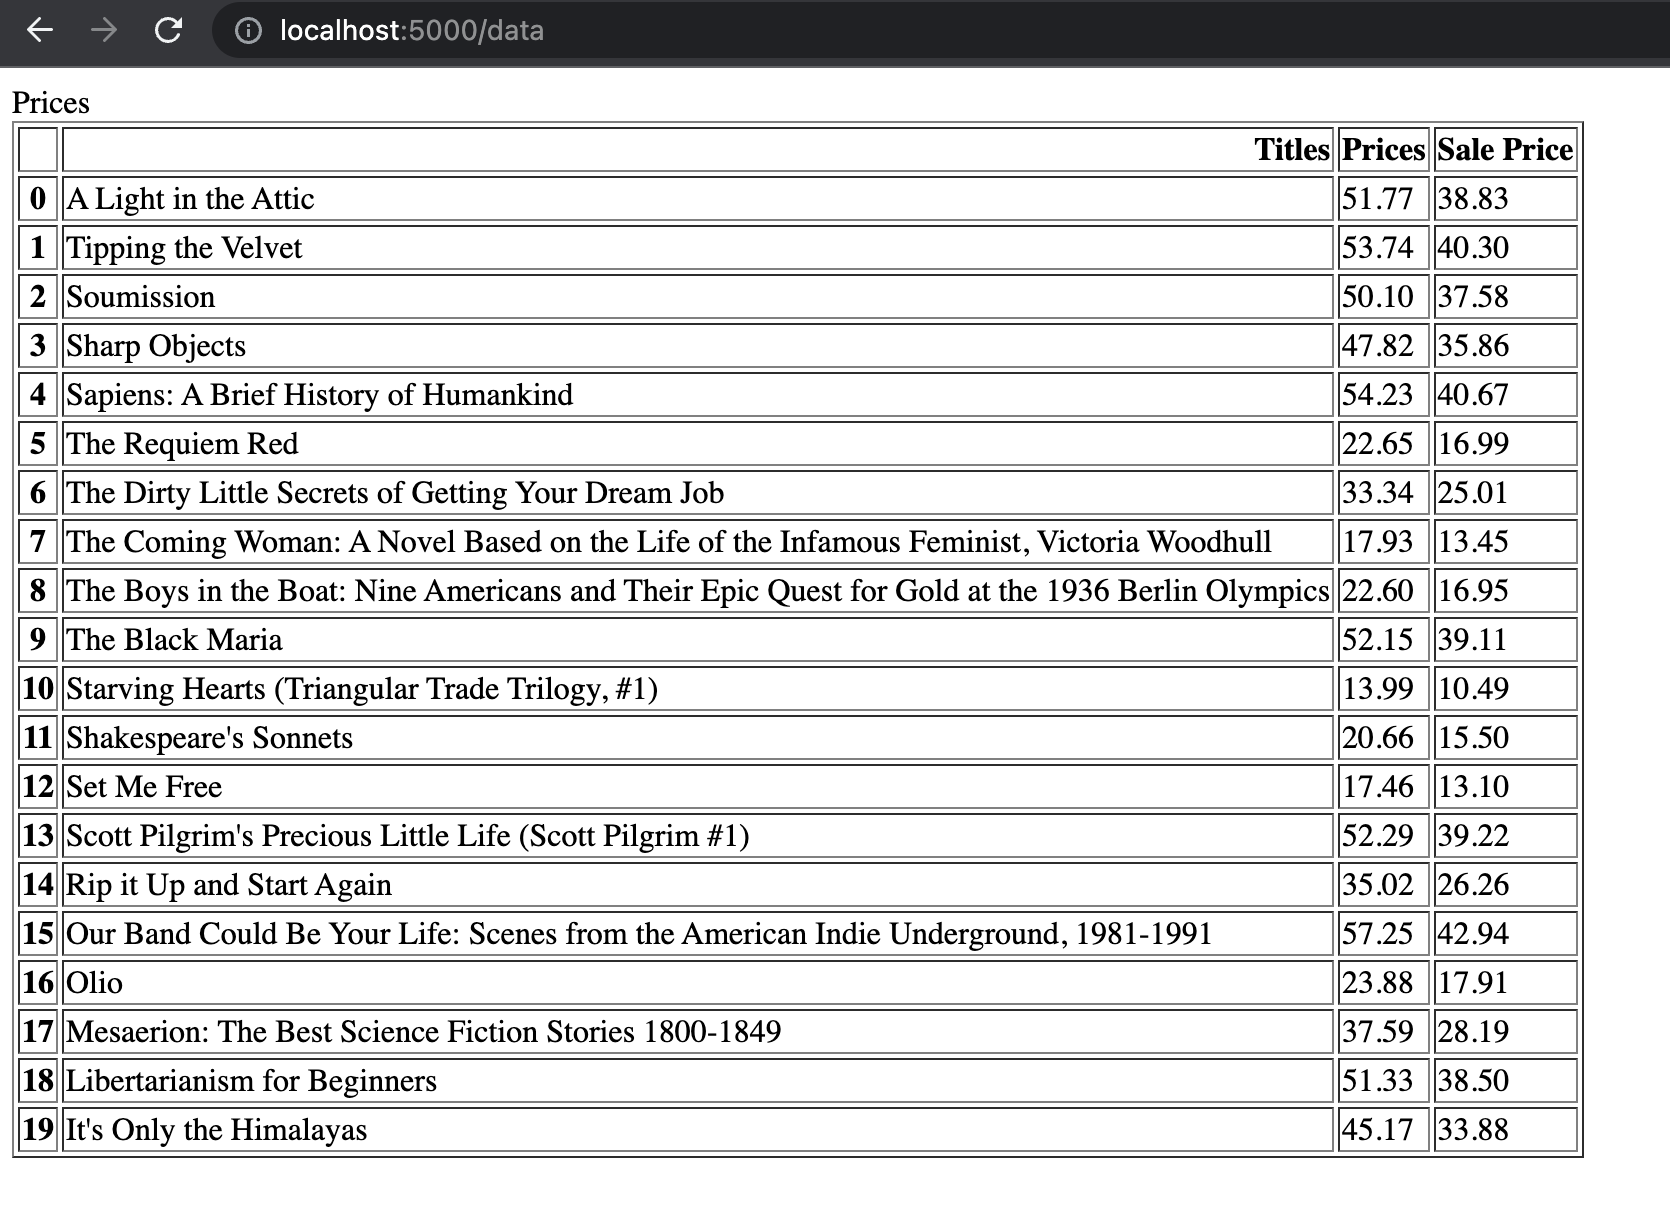 localhost:5000/data
Prices
Titles Prices Sale Price
0 A Light in the Attic 51.77 38.83
1 Tipping the Velvet 53.74 40.30
2 Soumission 50.10 37.58
3 Sharp Objects 47.82 35.86
4 Sapiens: A Brief History of Humankind 54.23 40.67
5 The Requiem Red 22.65 16.99
6 The Dirty Little Secrets of Getting Your Dream Job 33.34 25.01
7 The Coming Woman: A Novel Based on the Life of the Infamous Feminist, Victoria Woodhull 17.93 13.45
8 The Boys in the Boat: Nine Americans and Their Epic Quest for Gold at the 1936 Berlin Olympics 22.60 16.95
9 The Black Maria 52.15 39.11
10 Starving Hearts (Triangular Trade Trilogy, #1) 13.99 10.49
11 Shakespeare's Sonnets 20.66 15.50
12 Set Me Free 17.46 13.10
13 Scott Pilgrim's Precious Little Life (Scott Pilgrim #1) 52.29 39.22
14 Rip it Up and Start Again 35.02 26.26
15 Our Band Could Be Your Life: Scenes from the American Indie Underground, 1981-1991 57.25 42.94
16 Olio 23.88 17.91
17 Mesaerion: The Best Science Fiction Stories 1800-1849 37.59 28.19
18 Libertarianism for Beginners 51.33 38.50
19 It's Only the Himalayas 45.17 33.88